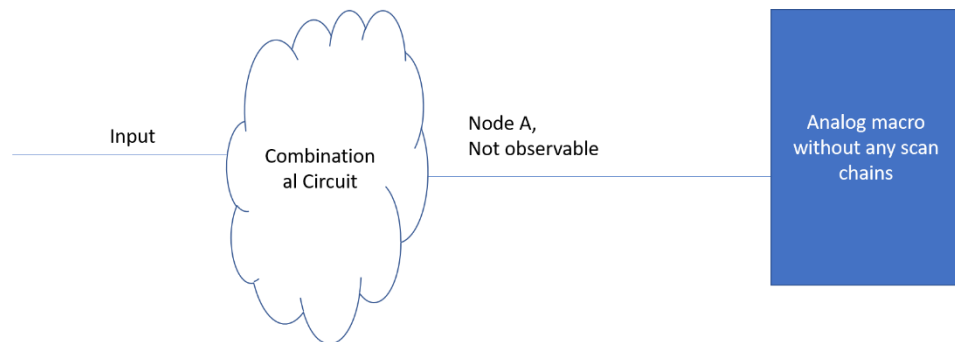 Input
Combination
al Circuit
Node A,
Not observable
Analog macro
without any scan
chains